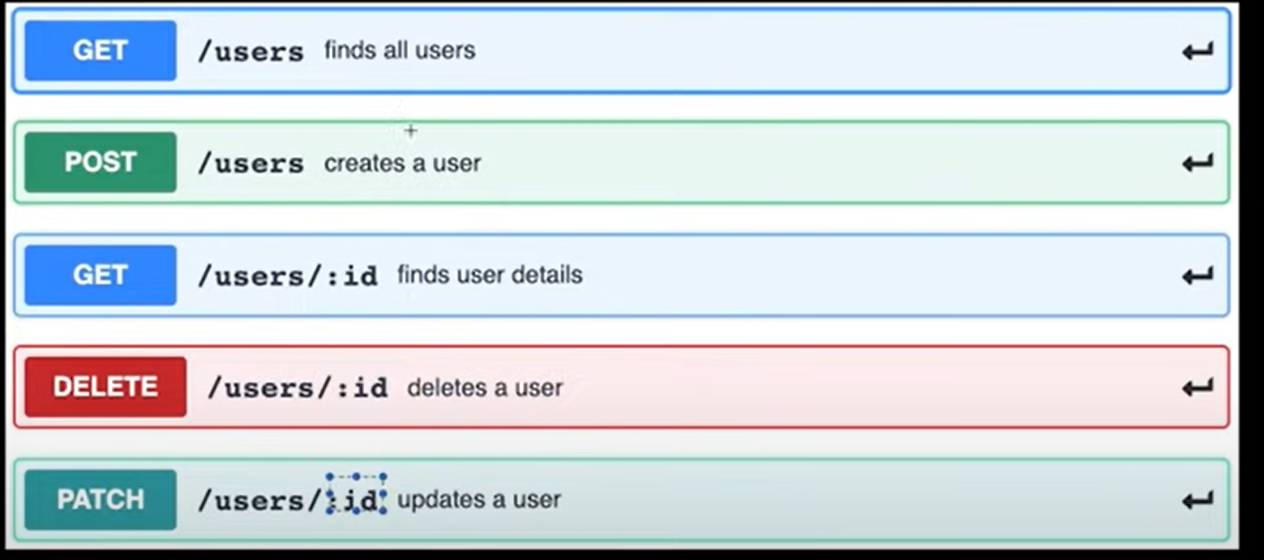 GET /users finds all users
POST /users creates a user
GET /users/:id finds user details
DELETE /users/:id deletes a user
PATCH /users/:id updates a user